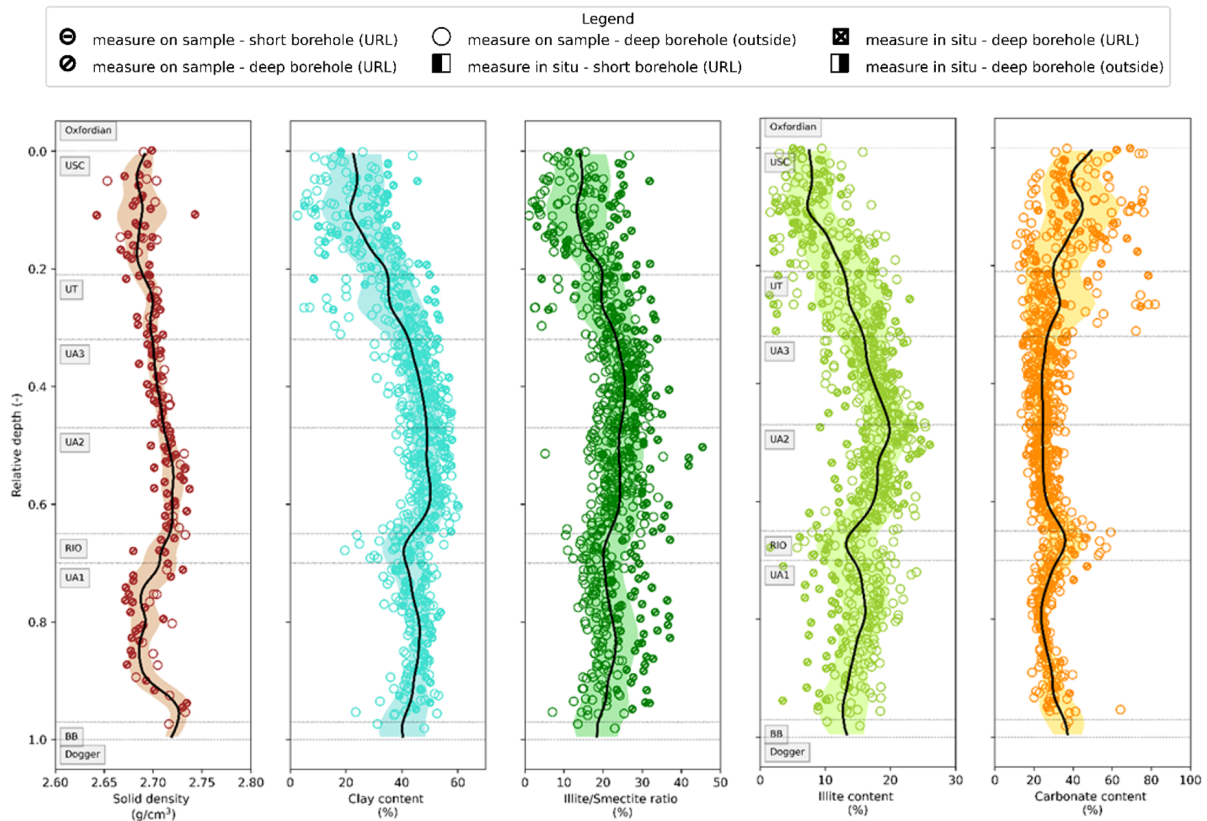 Legend
measure on sample - short borehole (URL)
measure on sample - deep borehole (outside)
measure in situ - deep borehole (URL)
measure on sample - deep borehole (URL)
measure in situ - short borehole (URL)
measure in situ - deep borehole (outside)
Oxfordian
Oxfordian
0.0
USC
USC
0.2
UT
UT
UA3
UA3
0.4
UA2
UA2
Relative depth (-)
0.6
RIO
RIO
UA1
UA1
0.8
1.0
BB
BB
Dogger
Dogger
2.60 2.65 2.70 2.75 2.80
0 20 40 60
0 10 20 30 40 50
0 10 20 30
0 20 40 60 80 100
Solid density
(g/cm³)
Clay content
(%)
Illite/Smectite ratio
(%)
Illite content
(%)
Carbonate content
(%)